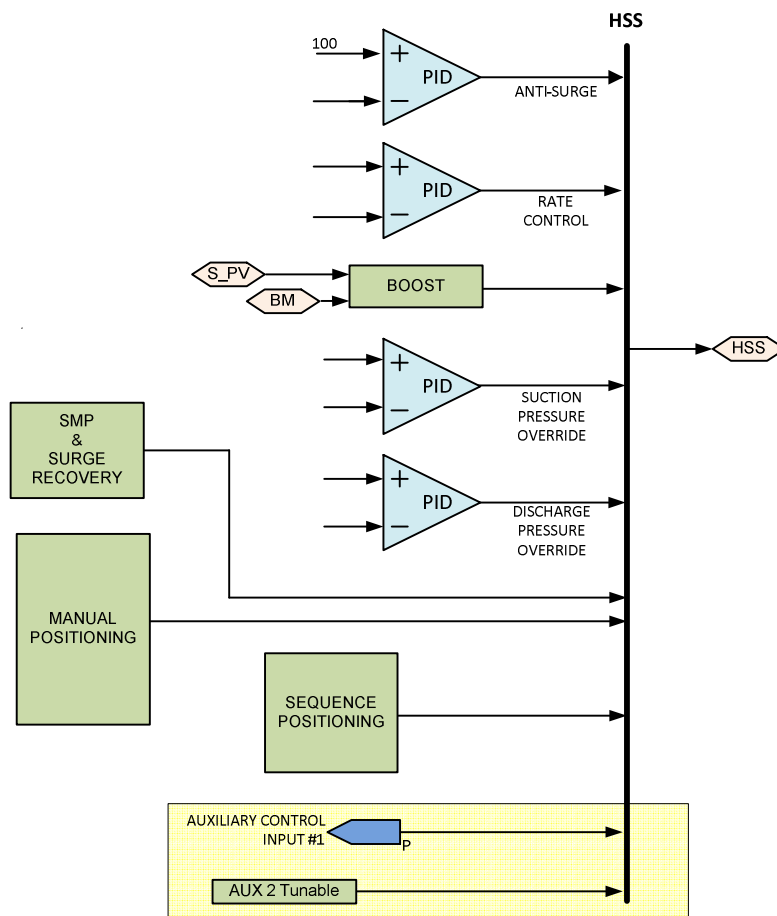 HSS
100
+
PID
−
ANTI-SURGE
+
PID
−
RATE
CONTROL
S_PV
BM
BOOST
HSS
+
PID
−
SUCTION
PRESSURE
OVERRIDE
SMP
&
SURGE
RECOVERY
+
PID
−
DISCHARGE
PRESSURE
OVERRIDE
MANUAL
POSITIONING
SEQUENCE
POSITIONING
AUXILIARY CONTROL
INPUT #1
P
AUX 2 Tunable